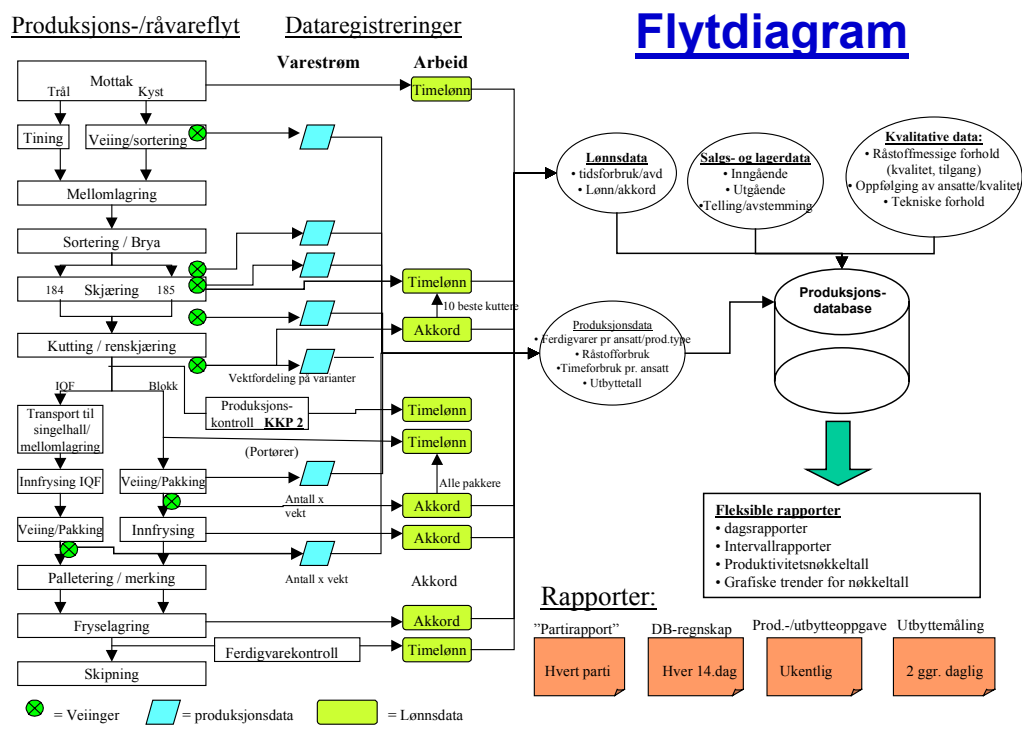 Flytdiagram
Produksjons-/råvareflyt
Dataregistreringer
Varestrøm
Arbeid
Mottak
Trål
Kyst
Timelønn
Tining
Veiing/sortering
Mellomlagring
Sortering / Brya
184
Skjæring
185
Timelønn
10 beste kuttere
Akkord
Kutting / renskjæring
Vektfordeling på varianter
IQF
Blokk
Transport til
singelhall/
mellomlagring
Produksjons-
kontroll KKP 2
Timelønn
Timelønn
(Portører)
Innfrysing IQF
Veiing/Pakking
Alle pakkere
Antall x
vekt
Akkord
Veiing/Pakking
Innfrysing
Akkord
Antall x vekt
Palletering / merking
Akkord
Fryselagring
Akkord
Ferdigvarekontroll
Timelønn
Skipning
= Veiinger
= produksjonsdata
= Lønnsdata
Lønnsdata
• tidsforbruk/avd
• Lønn/akkord
Salgs- og lagerdata
• Inngående
• Utgående
•Telling/avstemming
Kvalitative data:
• Råstoffmessige forhold
(kvalitet, tilgang)
• Oppfølging av ansatte/kvalitet
• Tekniske forhold
Produksjonsdata
• Ferdigvarer pr ansatt/prod.type
• Råstofforbruk
•Timeforbruk pr. ansatt
• Utbyttetall
Produksjons-
database
Fleksible rapporter
• dagsrapporter
• Intervallrapporter
• Produktivitetsnøkkeltall
• Grafiske trender for nøkkeltall
Rapporter:
”Partirapport”
DB-regnskap
Prod.-/utbytteoppgave
Utbyttemåling
Hvert parti
Hver 14.dag
Ukentlig
2 ggr. daglig